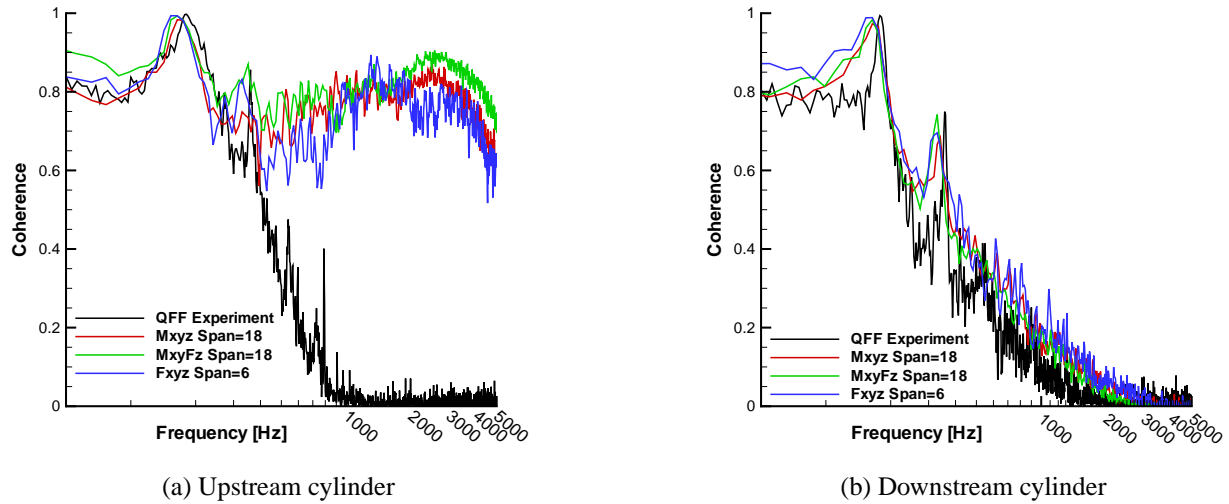 1
0.8
0.6
0.4
0.2
0
Coherence
QFF Experiment
Mxyz Span=18
MxyFz Span=18
Fxyz Span=6
1000
2000
3000
4000
5000
Frequency [Hz]
(a) Upstream cylinder
1
0.8
0.6
0.4
0.2
0
Coherence
QFF Experiment
Mxyz Span=18
MxyFz Span=18
Fxyz Span=6
1000
2000
3000
4000
5000
Frequency [Hz]
(b) Downstream cylinder